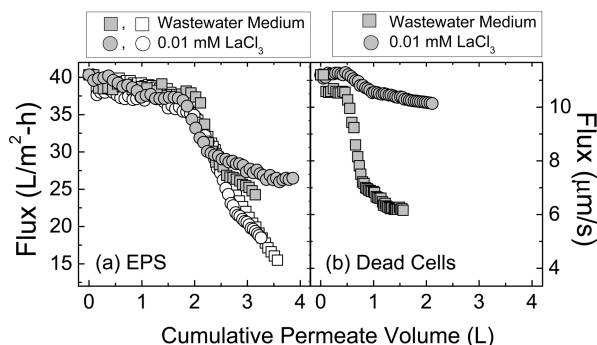 , Wastewater Medium
, 0.01 mM LaCl3
Wastewater Medium
0.01 mM LaCl3
40
35
30
25
20
15
Flux (L/m2-h)
(a) EPS
0 1 2 3 4
(b) Dead Cells
0 1 2 3 4
10
8
6
4
Flux (μm/s)
Cumulative Permeate Volume (L)